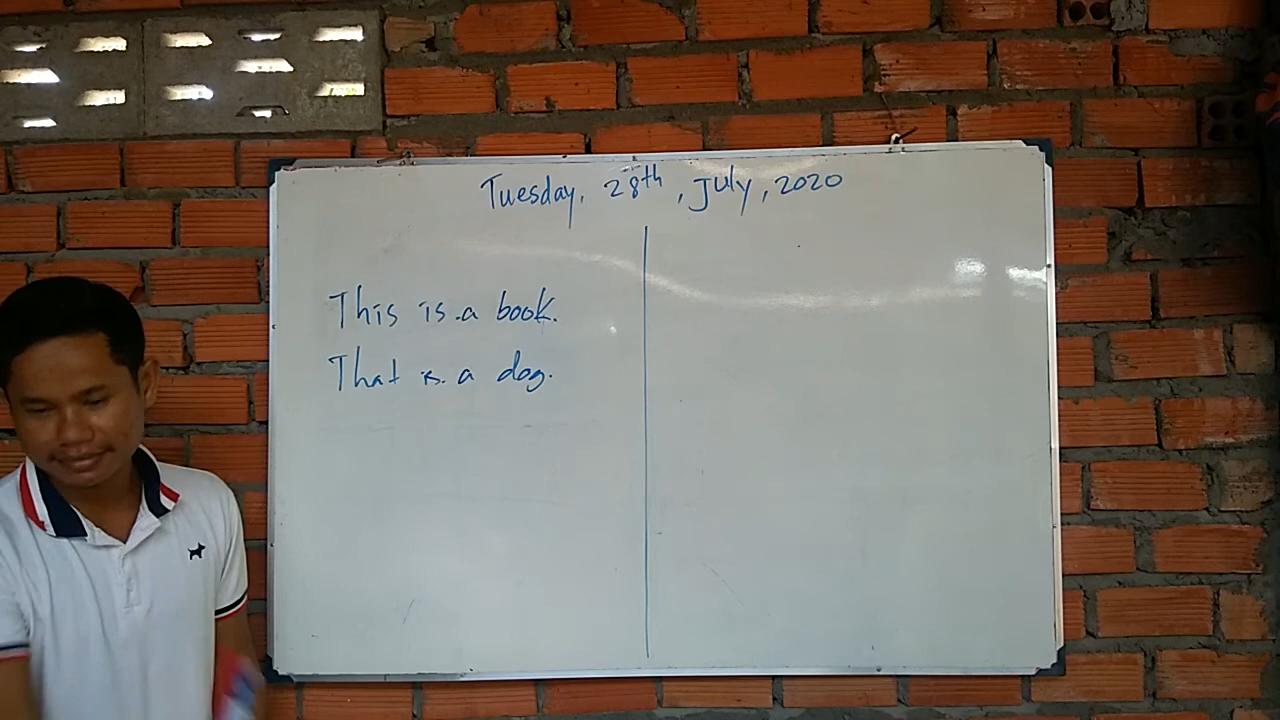 Tuesday, 28th, July, 2020
This is a book.
That is a dog.